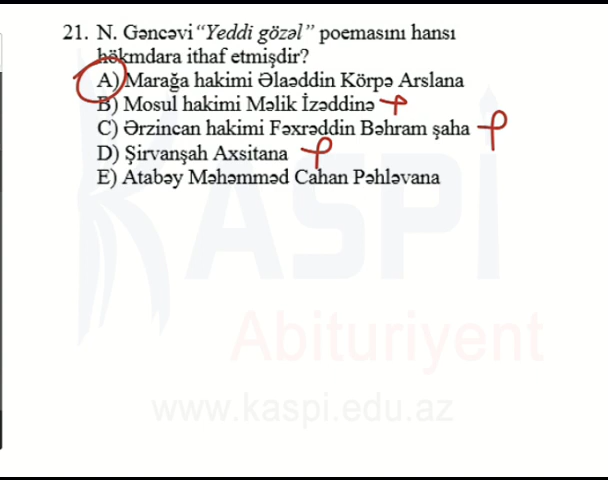 21. N. Gəncəvi “Yeddi gözəl” poemasını hansı
hökmdara ithaf etmişdir?
A) Marağa hakimi Əlaəddin Körpə Arslana
B) Mosul hakimi Məlik İzəddinə
C) Ərzincan hakimi Fəxrəddin Bəhram şaha
D) Şirvanşah Axsitana
E) Atabəy Məhəmməd Cahan Pəhləvana
KASPİ
Abituriyent
www.kaspi.edu.az